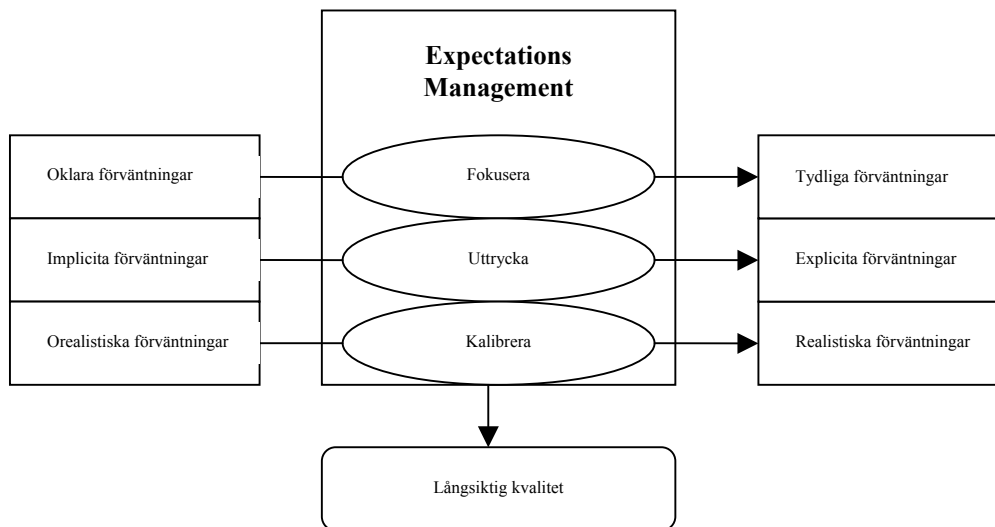 Expectations
Management
Oklara förväntningar
Fokusera
Tydliga förväntningar
Implicita förväntningar
Uttrycka
Explicita förväntningar
Orealistiska förväntningar
Kalibrera
Realistiska förväntningar
Långsiktig kvalitet